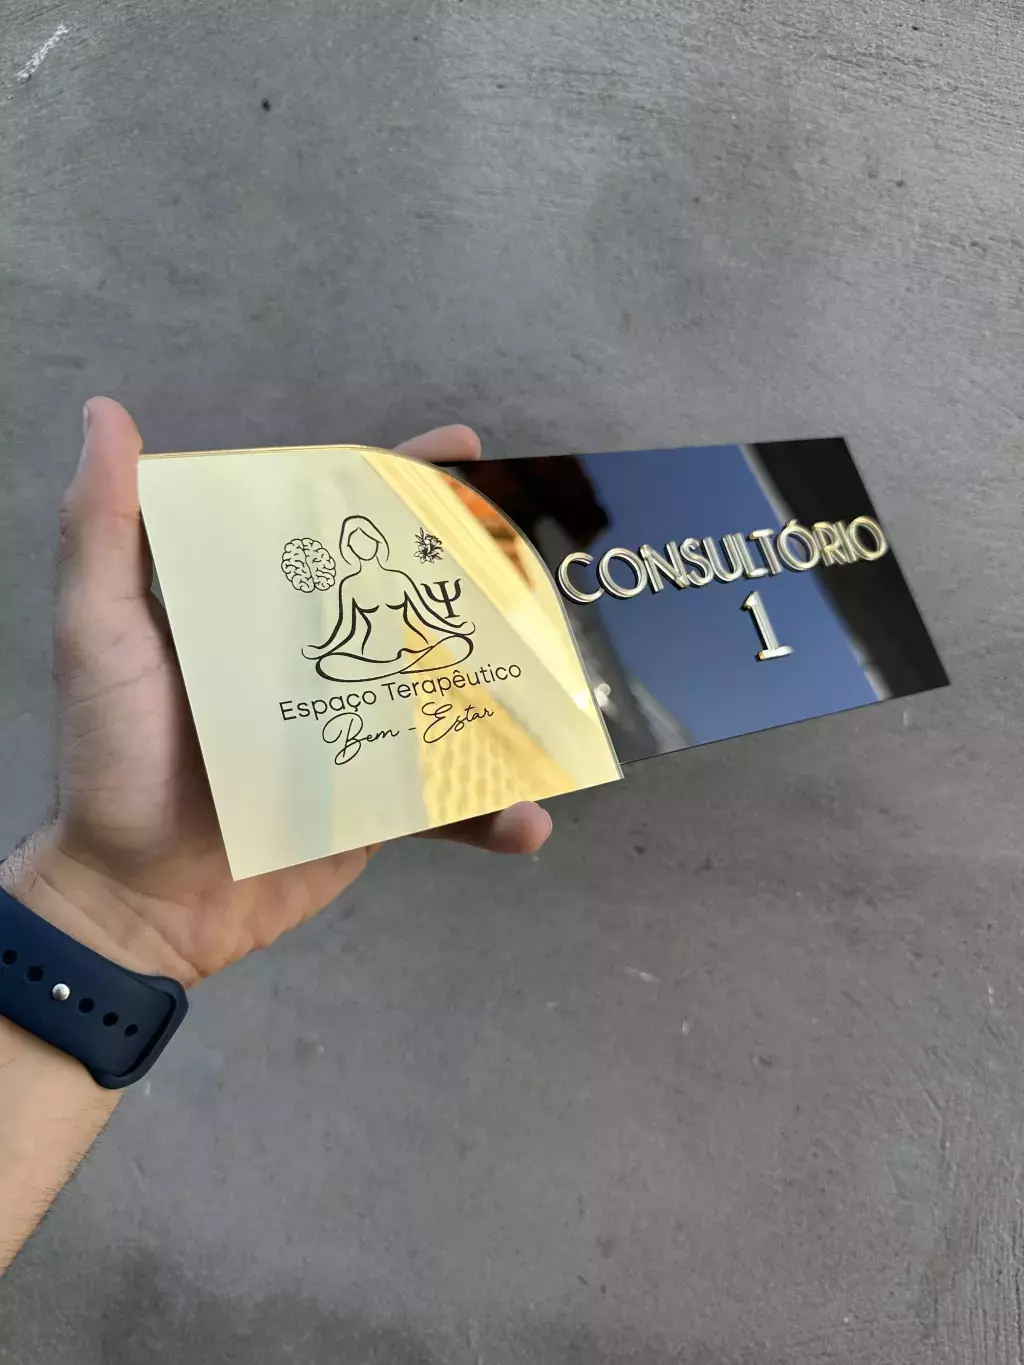 Ψ
Espaço Terapêutico
Bem - Estar
CONSULTÓRIO
1